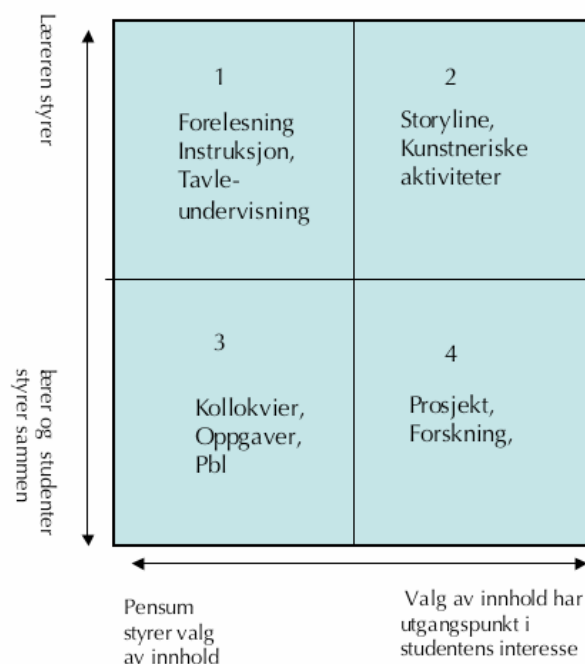 Læreren styrer
1
Forelesning
Instruksjon,
Tavle-
undervisning
2
Storyline,
Kunstneriske
aktiviteter
ærer og studenter
styrer sammen
3
Kollokvier,
Oppgaver,
Pbl
4
Prosjekt,
Forskning,
Pensum
styrer valg
av innhold
Valg av innhold har
utgangspunkt i
studentens interesse